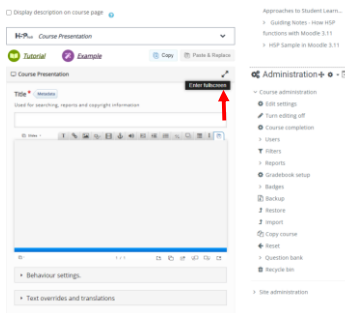 Display description on course page
H5P Course Presentation
Tutorial
Example
Copy
Paste & Replace
Course Presentation
Enter fullscreen
Title * Metadata
Used for searching, reports and copyright information
1 / 1
Behaviour settings.
Text overrides and translations
Approaches to Student Learn...
Guiding Notes - How H5P
functions with Moodle 3.11
H5P Sample in Moodle 3.11
Administration
Course administration
Edit settings
Turn editing off
Course completion
Users
Filters
Reports
Gradebook setup
Badges
Backup
Restore
Import
Copy course
Reset
Question bank
Recycle bin
Site administration